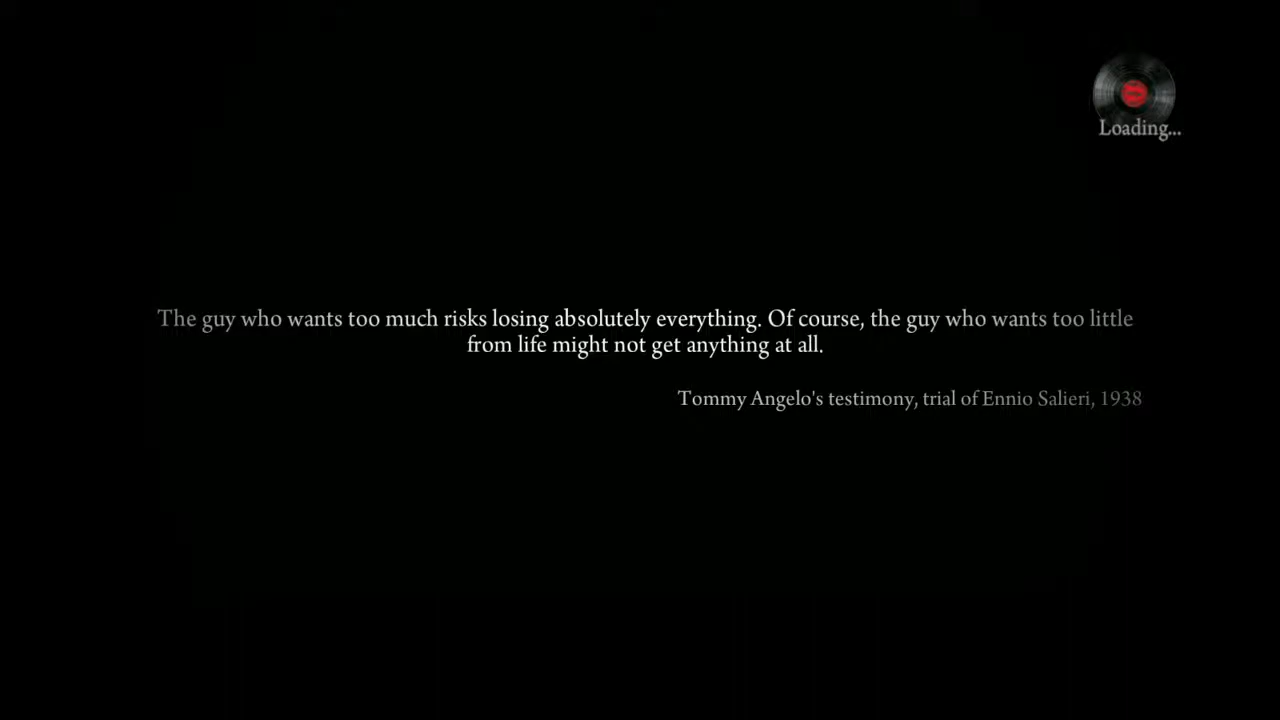 Loading...
The guy who wants too much risks losing absolutely everything. Of course, the guy who wants too little
from life might not get anything at all.
Tommy Angelo's testimony, trial of Ennio Salieri, 1938